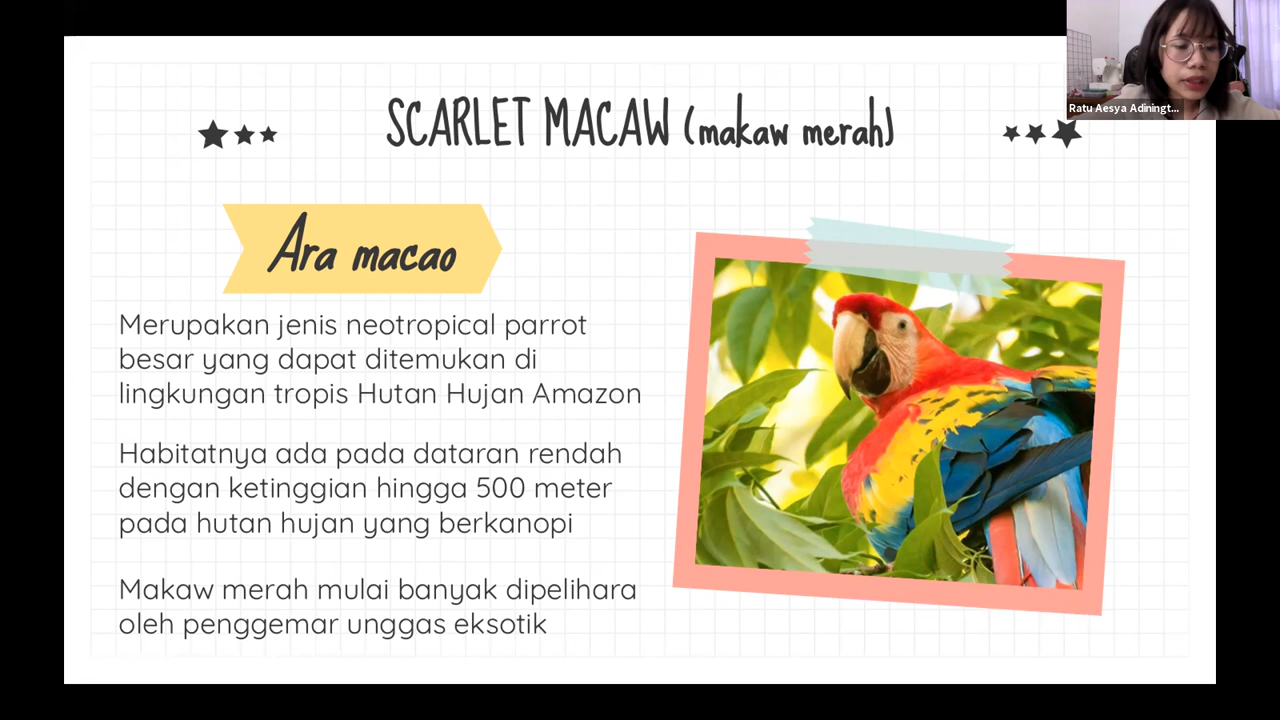 Ratu Aesya Adiningt...
SCARLET MACAW (makaw merah)
Ara macao
Merupakan jenis neotropical parrot
besar yang dapat ditemukan di
lingkungan tropis Hutan Hujan Amazon
Habitatnya ada pada dataran rendah
dengan ketinggian hingga 500 meter
pada hutan hujan yang berkanopi
Makaw merah mulai banyak dipelihara
oleh penggemar unggas eksotik